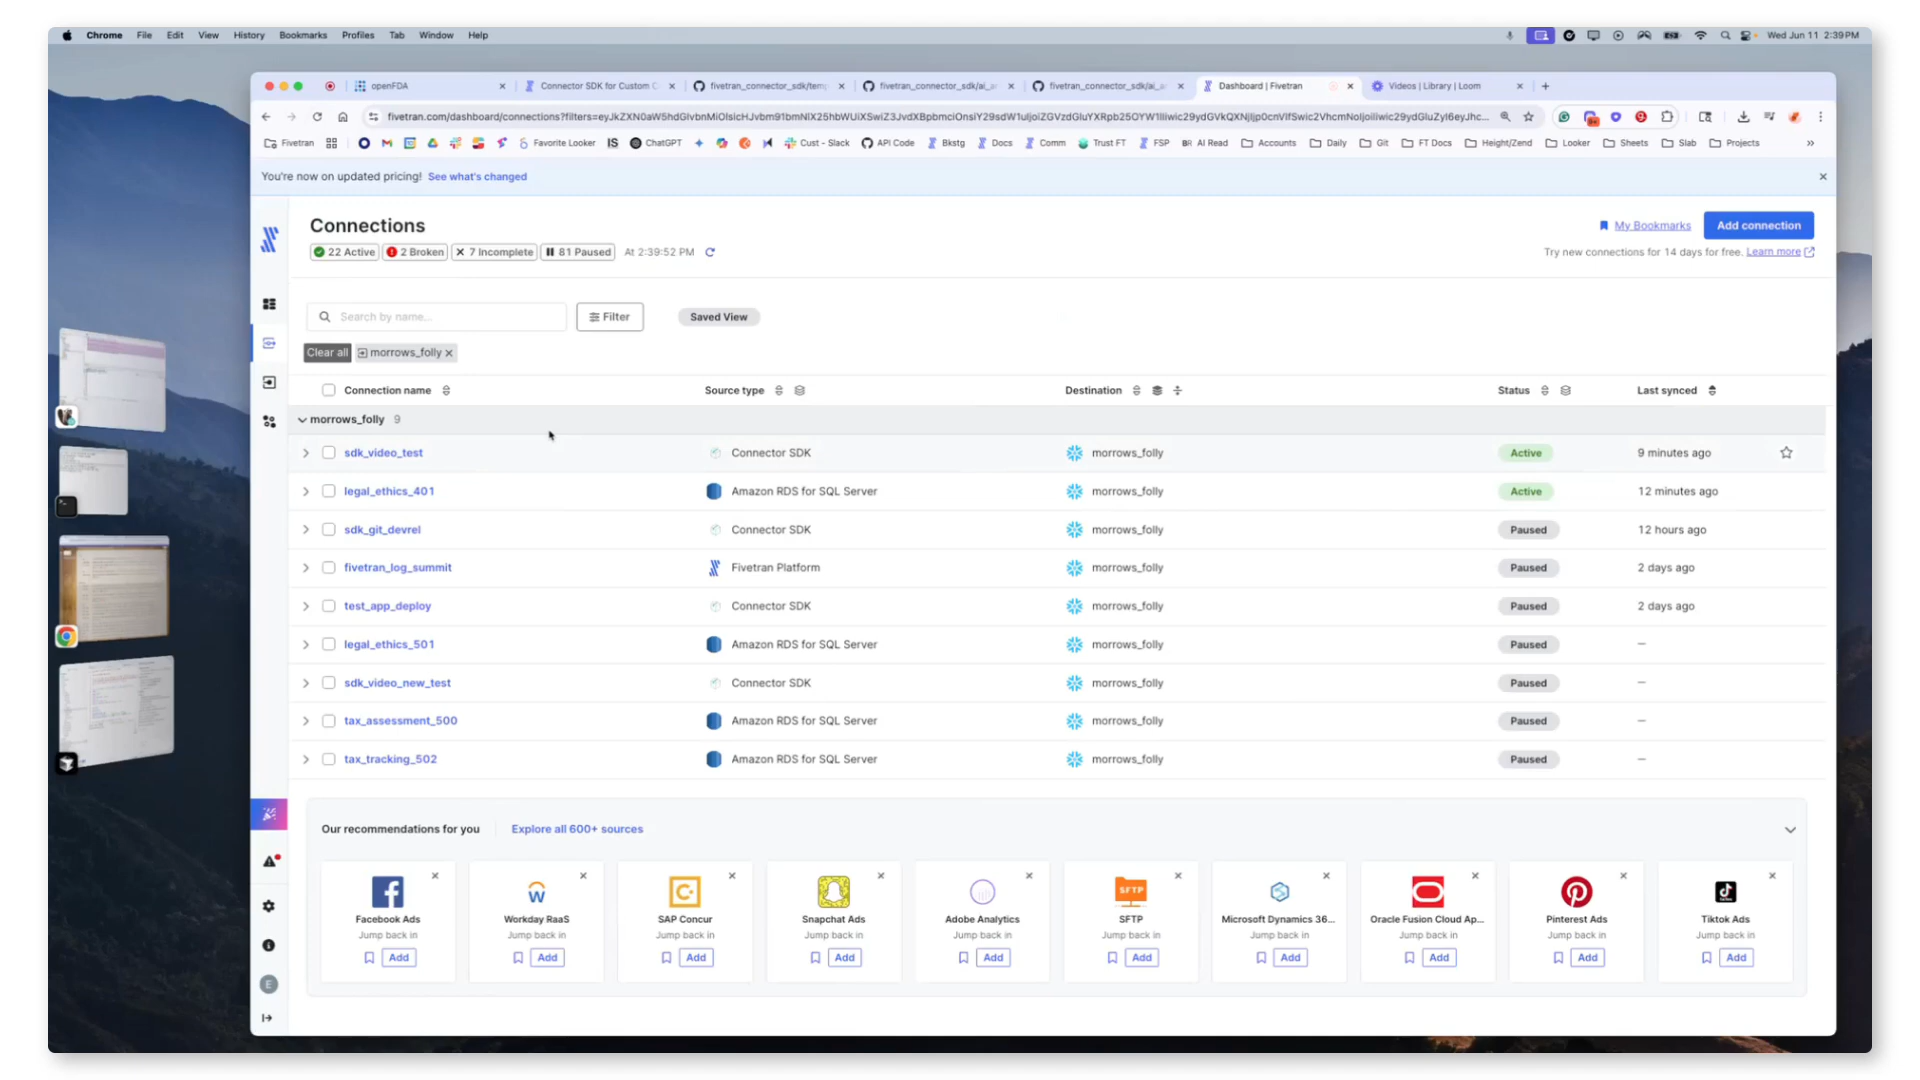 Chrome File Edit View History Bookmarks Profiles Tab Window Help
Wed Jun 11 2:39 PM
openFDA
Connector SDK for Custom C
fivetran_connector_sdk/tem
fivetran_connector_sdk/ai_a
fivetran_connector_sdk/ai_a
Dashboard | Fivetran
Videos | Library | Loom
Fivetran
Favorite Looker
IS
ChatGPT
Cust - Slack
API Code
Bkstg
Docs
Comm
Trust FT
FSP
BR AI Read
Accounts
Daily
Git
FT Docs
Height/Zend
Looker
Sheets
Slab
Projects
You're now on updated pricing! See what's changed
Connections
My Bookmarks
Add connection
22 Active
2 Broken
7 Incomplete
81 Paused
At 2:39:52 PM
Try new connections for 14 days for free. Learn more
Search by name...
Filter
Saved View
Clear all
morrows_folly
Connection name Source type Destination Status Last synced
morrows_folly 9
sdk_video_test Connector SDK morrows_folly Active 9 minutes ago
legal_ethics_401 Amazon RDS for SQL Server morrows_folly Active 12 minutes ago
sdk_git_devrel Connector SDK morrows_folly Paused 12 hours ago
fivetran_log_summit Fivetran Platform morrows_folly Paused 2 days ago
test_app_deploy Connector SDK morrows_folly Paused 2 days ago
legal_ethics_501 Amazon RDS for SQL Server morrows_folly Paused –
sdk_video_new_test Connector SDK morrows_folly Paused –
tax_assessment_500 Amazon RDS for SQL Server morrows_folly Paused –
tax_tracking_502 Amazon RDS for SQL Server morrows_folly Paused –
Our recommendations for you Explore all 600+ sources
SFTP
Facebook Ads Workday RaaS SAP Concur Snapchat Ads Adobe Analytics SFTP Microsoft Dynamics 36... Oracle Fusion Cloud Ap... Pinterest Ads Tiktok Ads
Jump back in Jump back in Jump back in Jump back in Jump back in Jump back in Jump back in Jump back in Jump back in Jump back in
Add Add Add Add Add Add Add Add Add Add
E